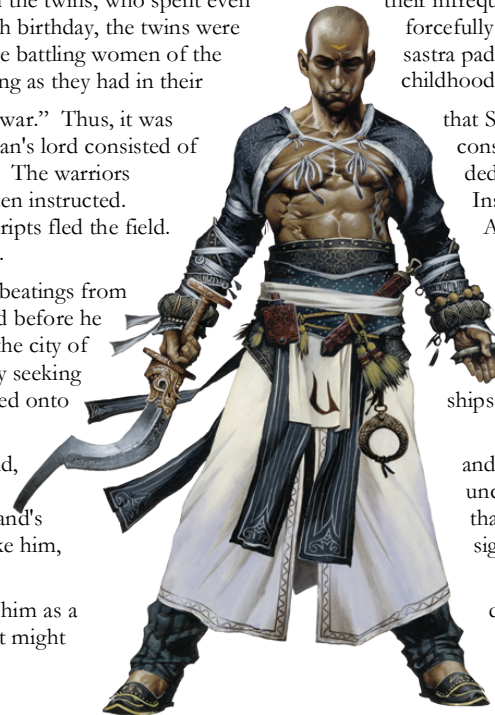 the twins, who spent even
h birthday, the twins were
e battling women of the
ng as they had in their
war.” Thus, it was
an's lord consisted of
The warriors
en instructed.
ripts fled the field.
beatings from
d before he
the city of
y seeking
ed onto
d,
and's
ke him,
him as a
t might
their infrequ
forcefully
sastra pad
childhood
that S
cons
ded
Ins
A
ships
and
und
tha
sig
c